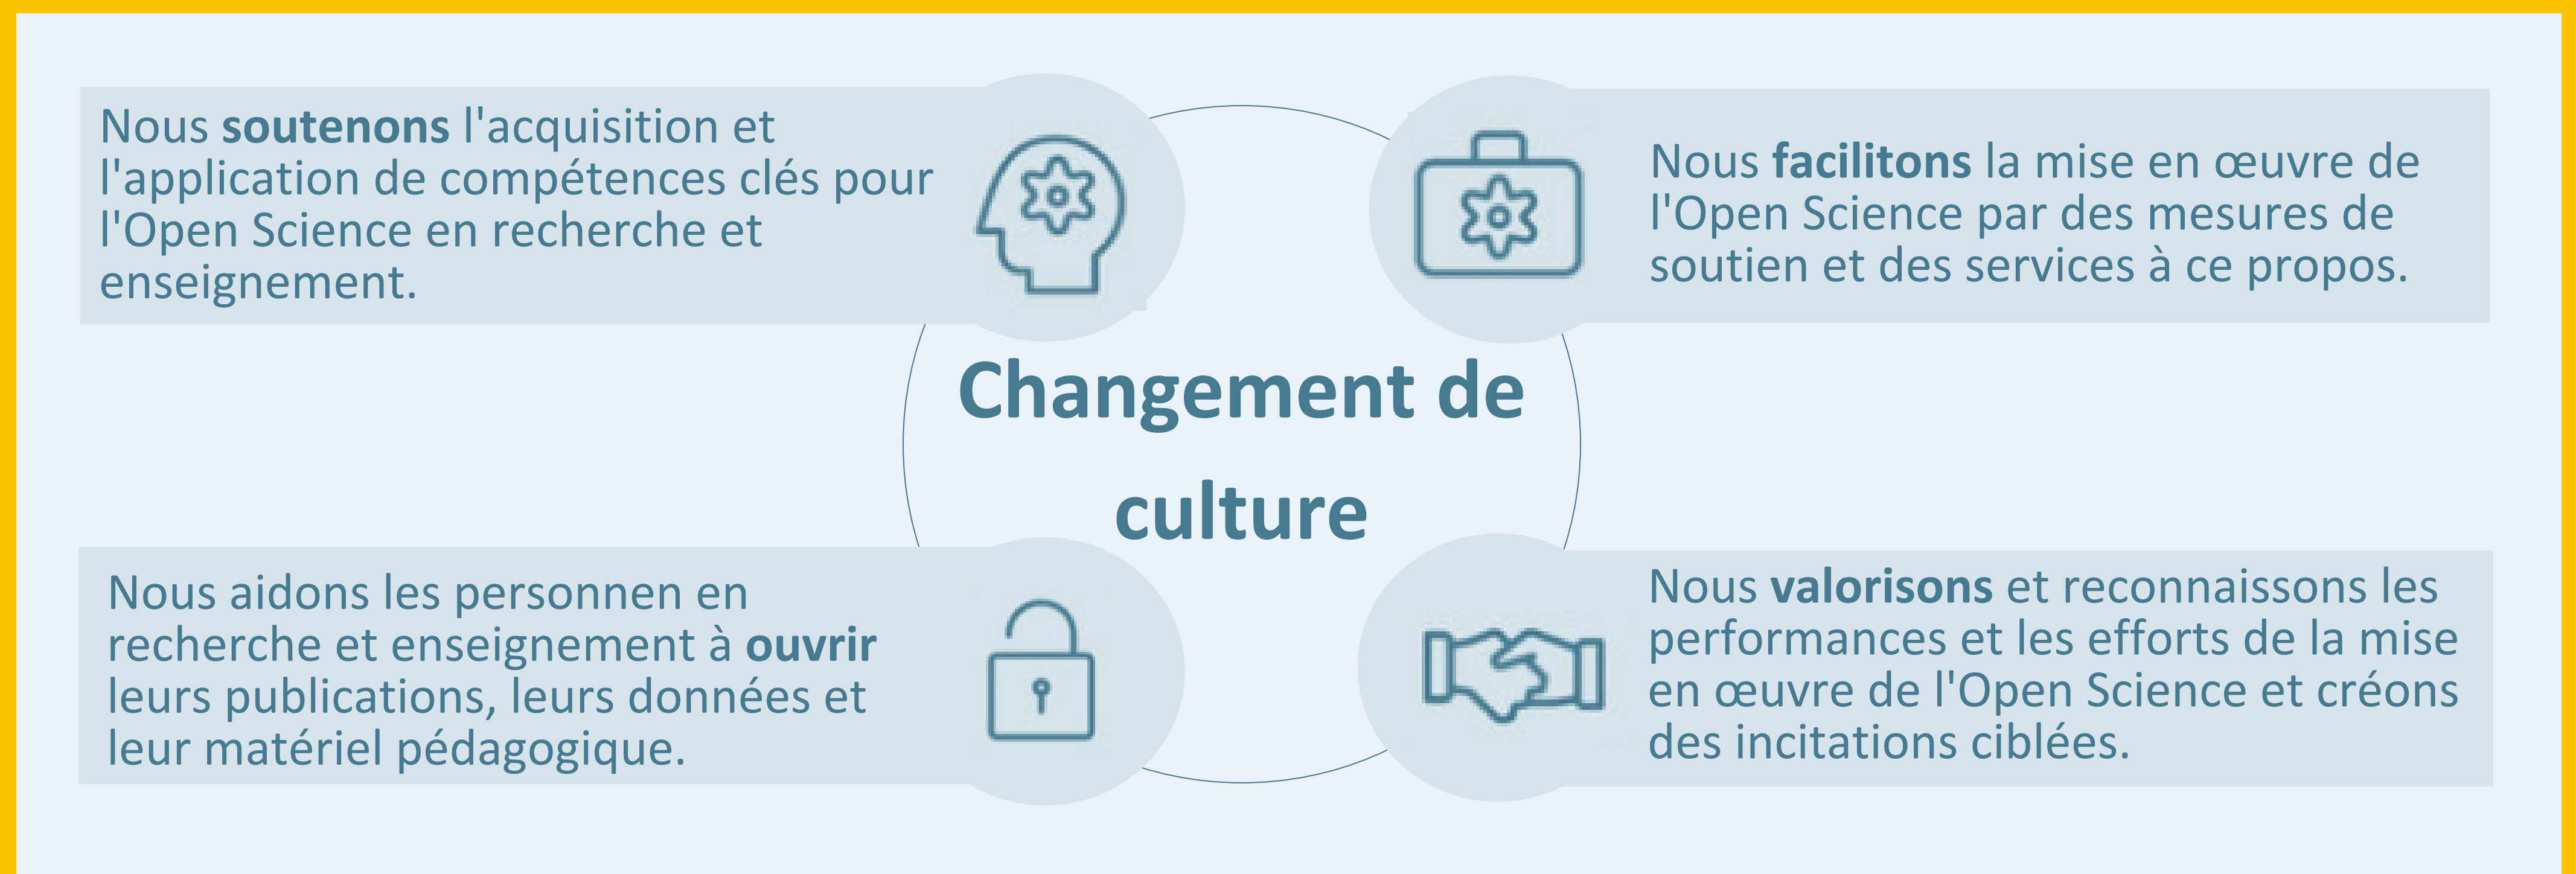 Nous soutenons l'acquisition et
l'application de compétences clés pour
l'Open Science en recherche et
enseignement.
Nous facilitons la mise en œuvre de
l'Open Science par des mesures de
soutien et des services à ce propos.
Changement de
culture
Nous aidons les personnen en
recherche et enseignement à ouvrir
leurs publications, leurs données et
leur matériel pédagogique.
Nous valorisons et reconnaissons les
performances et les efforts de la mise
en œuvre de l'Open Science et créons
des incitations ciblées.